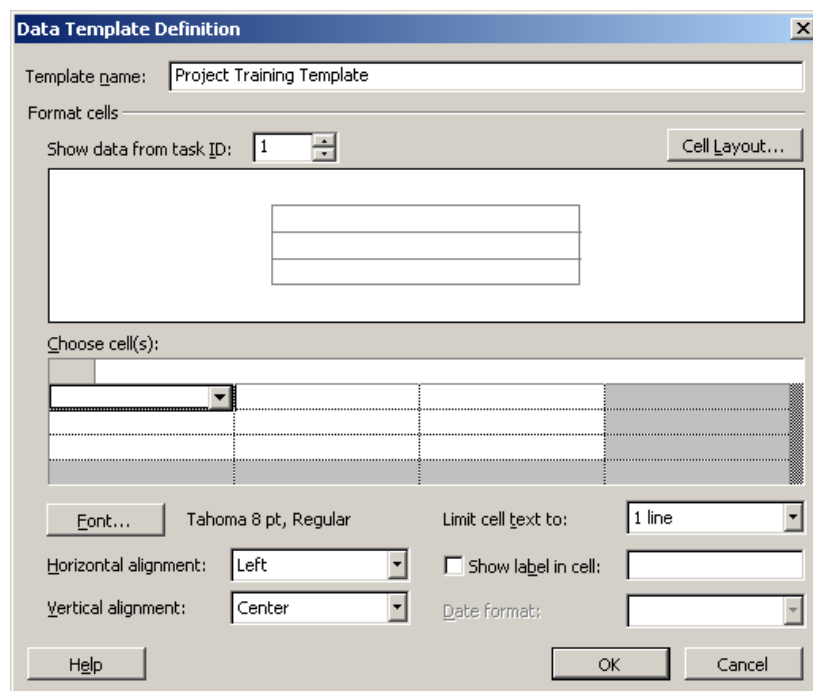 Data Template Definition
Template name: Project Training Template
Format cells
Show data from task ID: 1 Cell Layout...
Choose cell(s):
Font... Tahoma 8 pt, Regular Limit cell text to: 1 line
Horizontal alignment: Left Show label in cell:
Vertical alignment: Center Date format:
Help OK Cancel